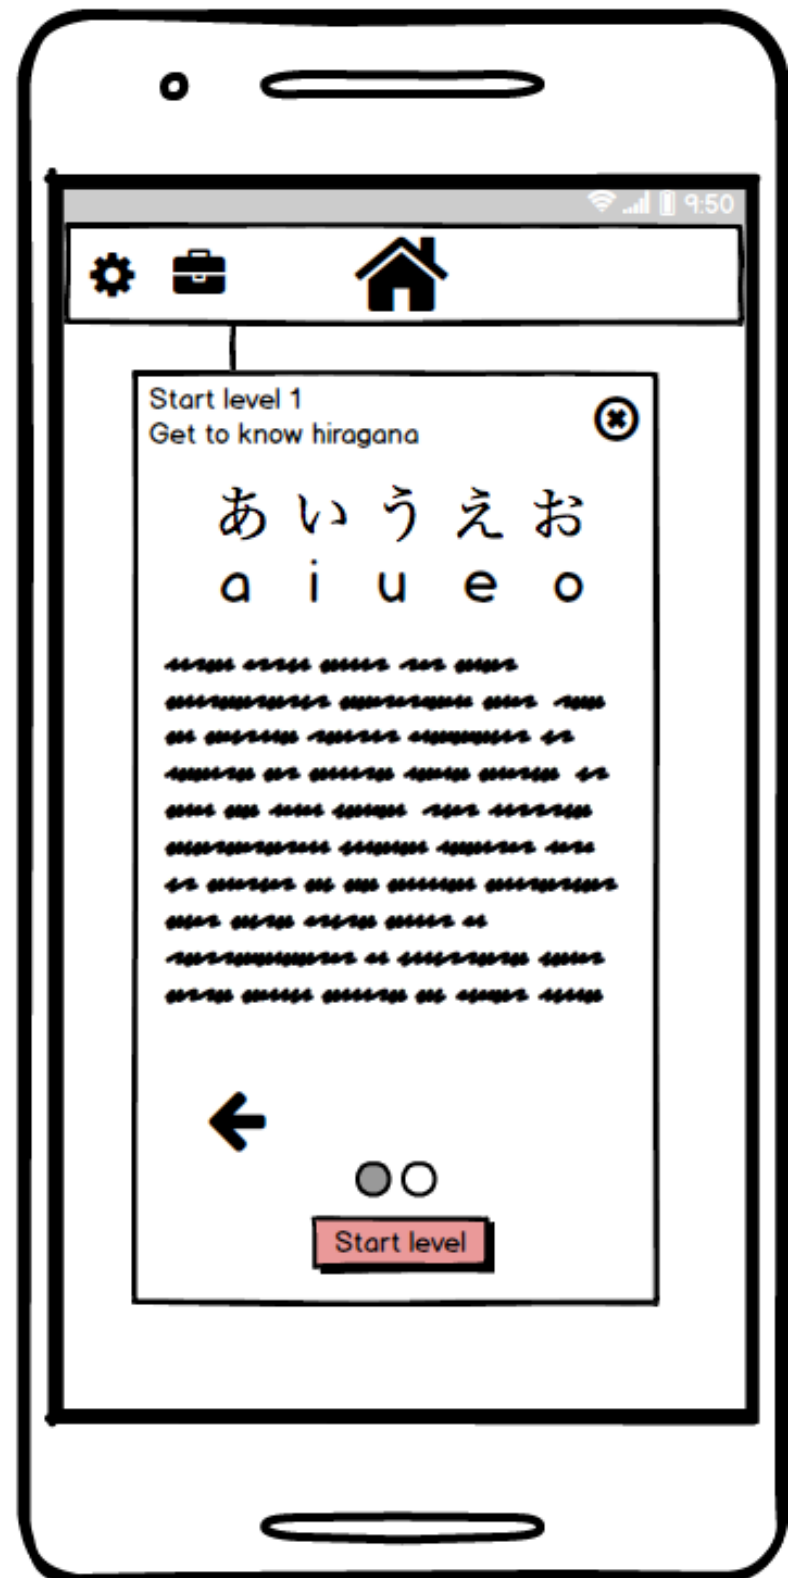 9:50
Start level 1
Get to know hiragana
あ い う え お
a i u e o
Start level